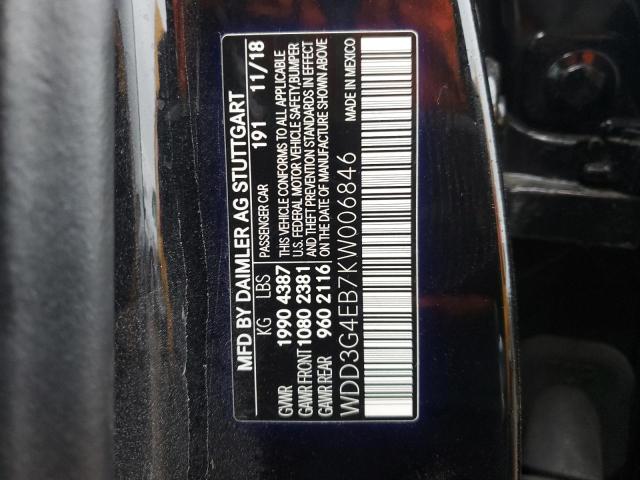 MFD BY DAIMLER AG STUTTGART
KG LBS PASSENGER CAR 191 11/18
GVWR 1990 4387 THIS VEHICLE CONFORMS TO ALL APPLICABLE
GAWR FRONT 1080 2381 U.S. FEDERAL MOTOR VEHICLE SAFETY,BUMPER
AND THEFT PREVENTION STANDARDS IN EFFECT
GAWR REAR 960 2116 ON THE DATE OF MANUFACTURE SHOWN ABOVE
WDD3G4EB7KW006846 MADE IN MEXICO